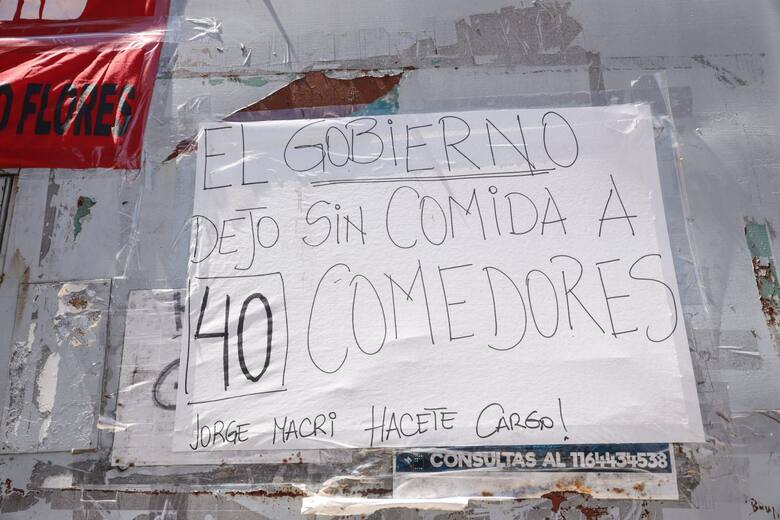 O FLORES
EL GOBIERNO
DEJO SIN COMIDA A
40 COMEDORES
JORGE MACRI HACETE CARGO!
CONSULTAS AL 1164434538